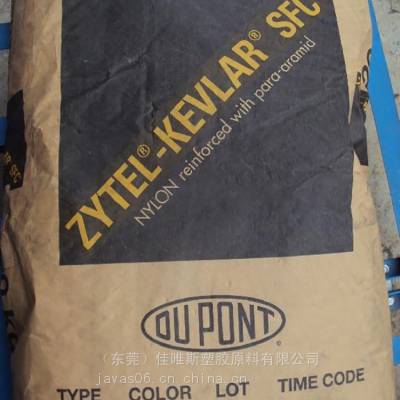 ZYTEL®-KEVLAR® SFC
NYLON reinforced with para-aramid
DU PONT
(东莞)佳唯斯塑胶原料有限公司
javas06.cn.china.cn
TYPE COLOR LOT TIME CODE